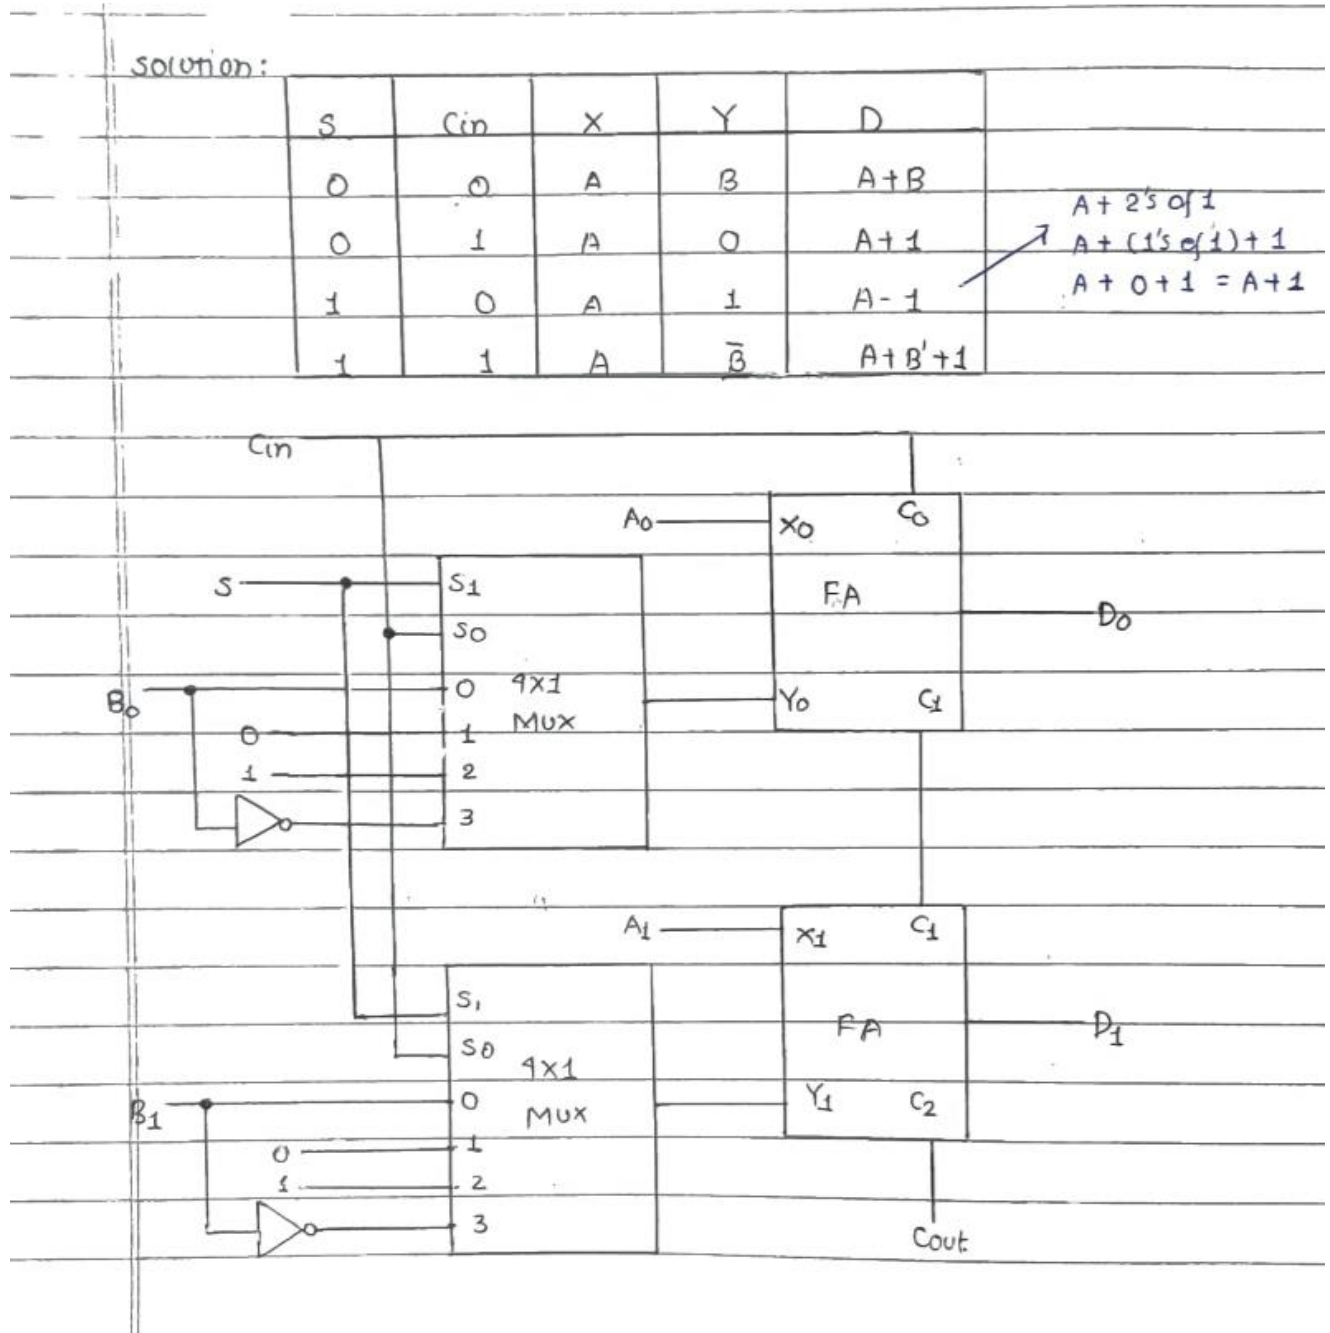 solution:
S Cin X Y D
0 0 A B A+B
0 1 A 0 A+1
1 0 A 1 A-1
1 1 A B̅ A+B'+1
A + 2's of 1
A + (1's of 1) + 1
A + 0 + 1 = A+1
Cin
A0 X0 C0
S S1 FA D0
S0
B0 0 4X1 Y0 C1
0 1 MUX
1 2
3
A1 X1 C1
S1 FA D1
S0 4X1
B1 0 MUX Y1 C2
0 1
1 2
3 Cout